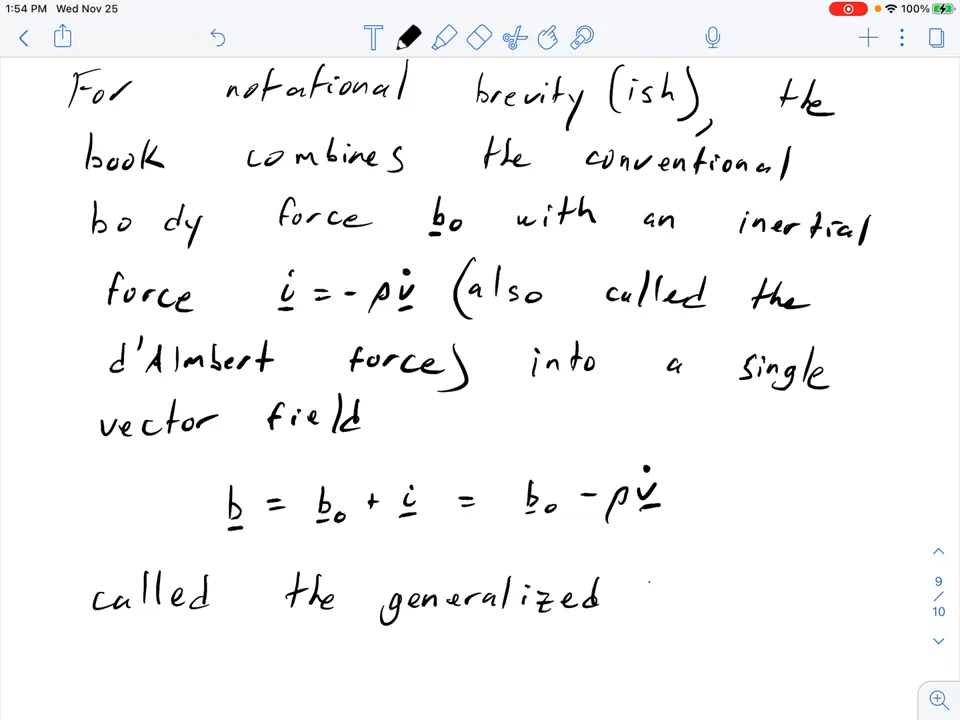 1:54 PM Wed Nov 25
100%
For notational brevity (ish), the
book combines the conventional
body force b₀ with an inertial
force i = -ρv̇ (also called the
d'Almbert force) into a single
vector field
b = b₀ + i = b₀ - ρv̇
called the generalized
9
/
10